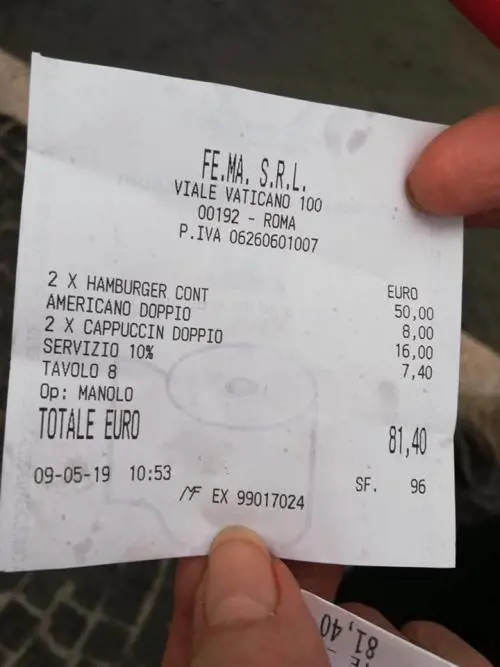 FE.MA. S.R.L.
VIALE VATICANO 100
00192 - ROMA
P.IVA 06260601007
EURO
2 X HAMBURGER CONT 50,00
AMERICANO DOPPIO 8,00
2 X CAPPUCCIN DOPPIO 16,00
SERVIZIO 10% 7,40
TAVOLO 8
Op: MANOLO
TOTALE EURO 81,40
09-05-19 10:53 SF. 96
MF EX 99017024
81,40